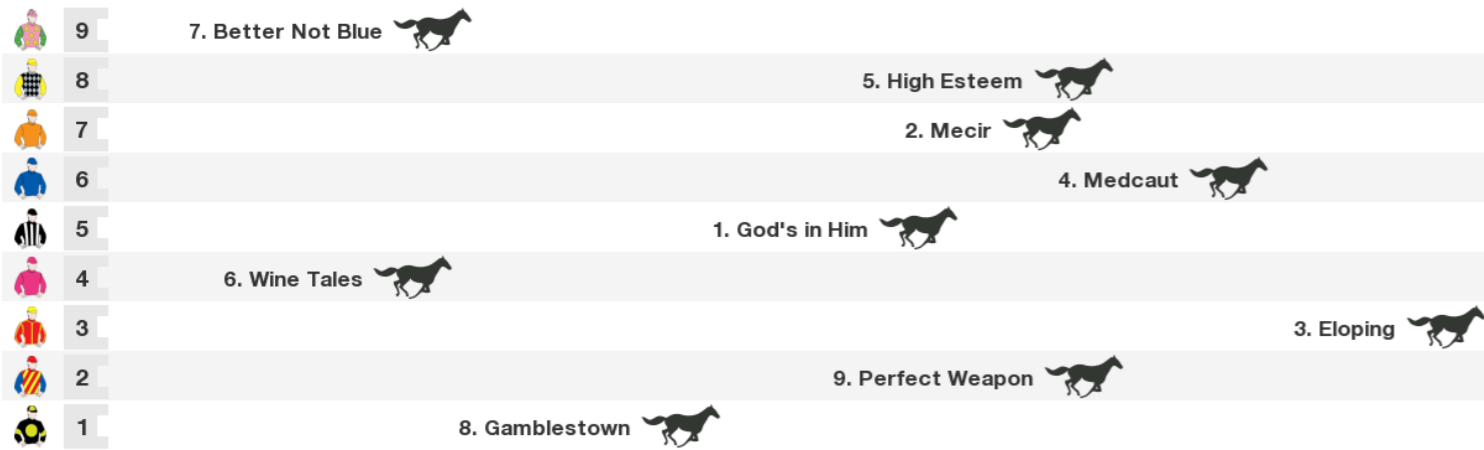 9 7. Better Not Blue
8 5. High Esteem
7 2. Mecir
6 4. Medcaut
5 1. God's in Him
4 6. Wine Tales
3 3. Eloping
2 9. Perfect Weapon
1 8. Gamblestown